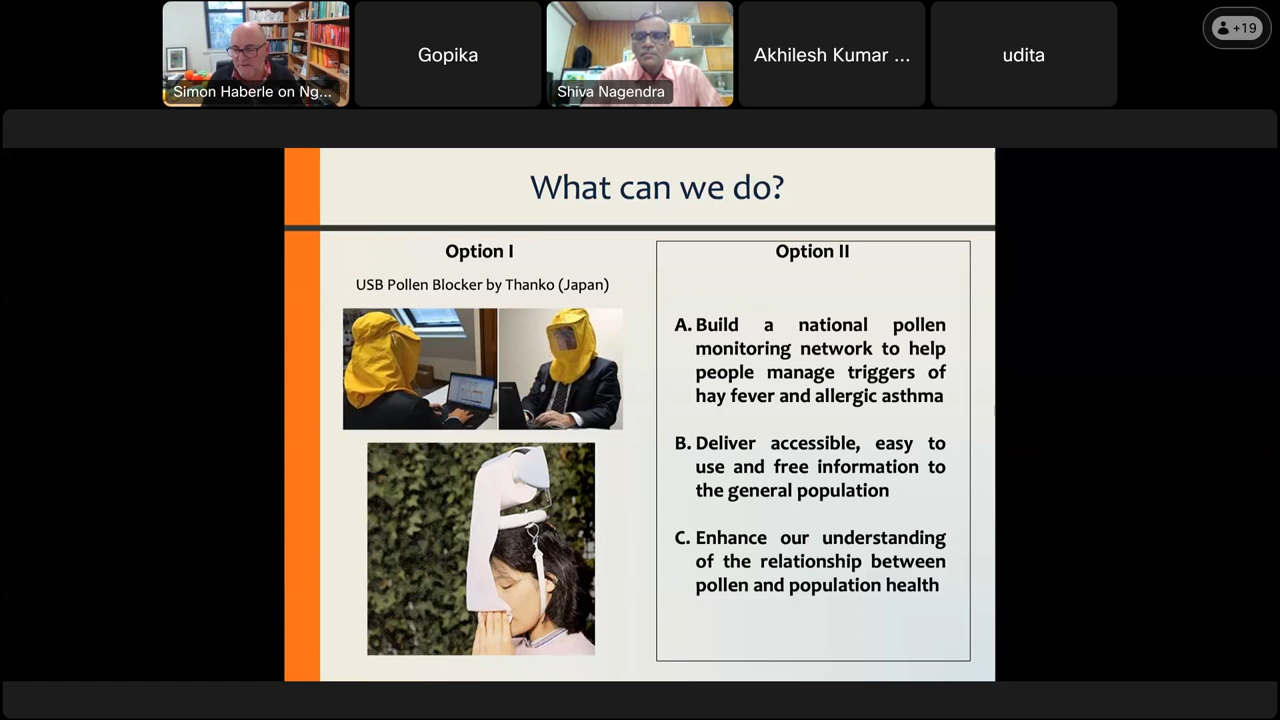 Simon Haberle on Ng...
Gopika
Shiva Nagendra
Akhilesh Kumar ...
udita
+19
What can we do?
Option I
USB Pollen Blocker by Thanko (Japan)
Option II
A. Build a national pollen
monitoring network to help
people manage triggers of
hay fever and allergic asthma
B. Deliver accessible, easy to
use and free information to
the general population
C. Enhance our understanding
of the relationship between
pollen and population health